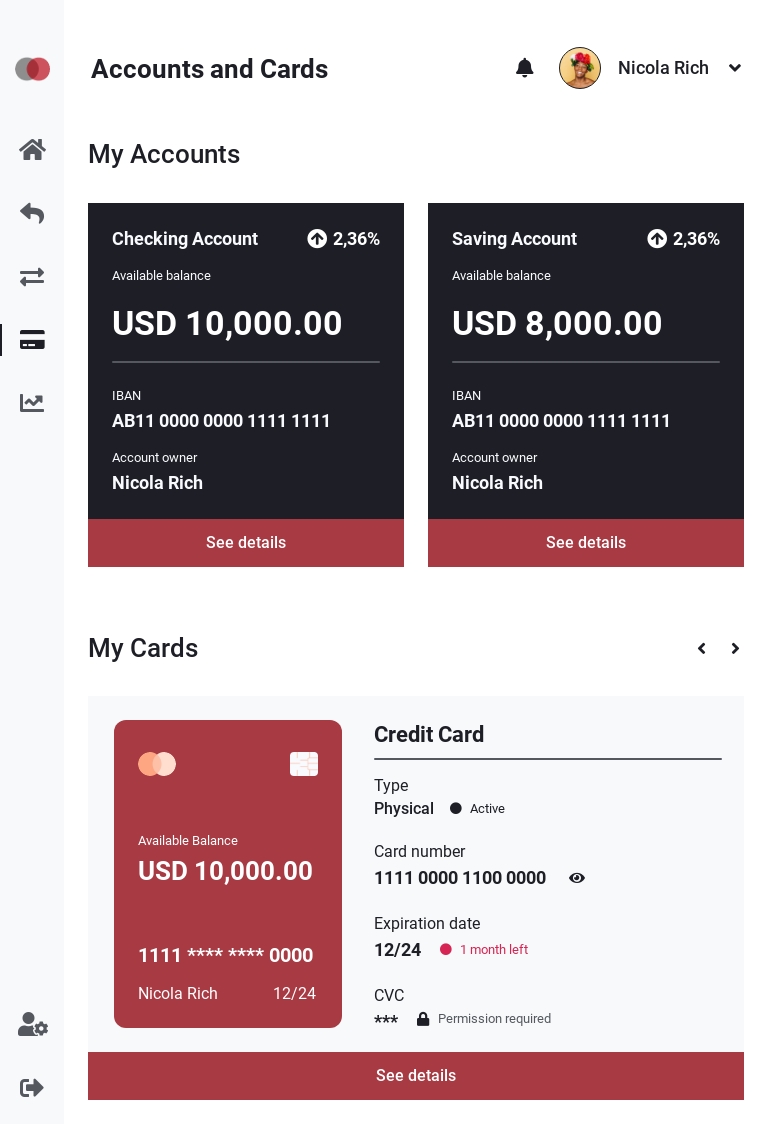 Accounts and Cards
Nicola Rich
My Accounts
Checking Account 2,36%
Available balance
USD 10,000.00
IBAN
AB11 0000 0000 1111 1111
Account owner
Nicola Rich
See details
Saving Account 2,36%
Available balance
USD 8,000.00
IBAN
AB11 0000 0000 1111 1111
Account owner
Nicola Rich
See details
My Cards
Available Balance
USD 10,000.00
1111 **** **** 0000
Nicola Rich 12/24
Credit Card
Type
Physical Active
Card number
1111 0000 1100 0000
Expiration date
12/24 1 month left
CVC
*** Permission required
See details